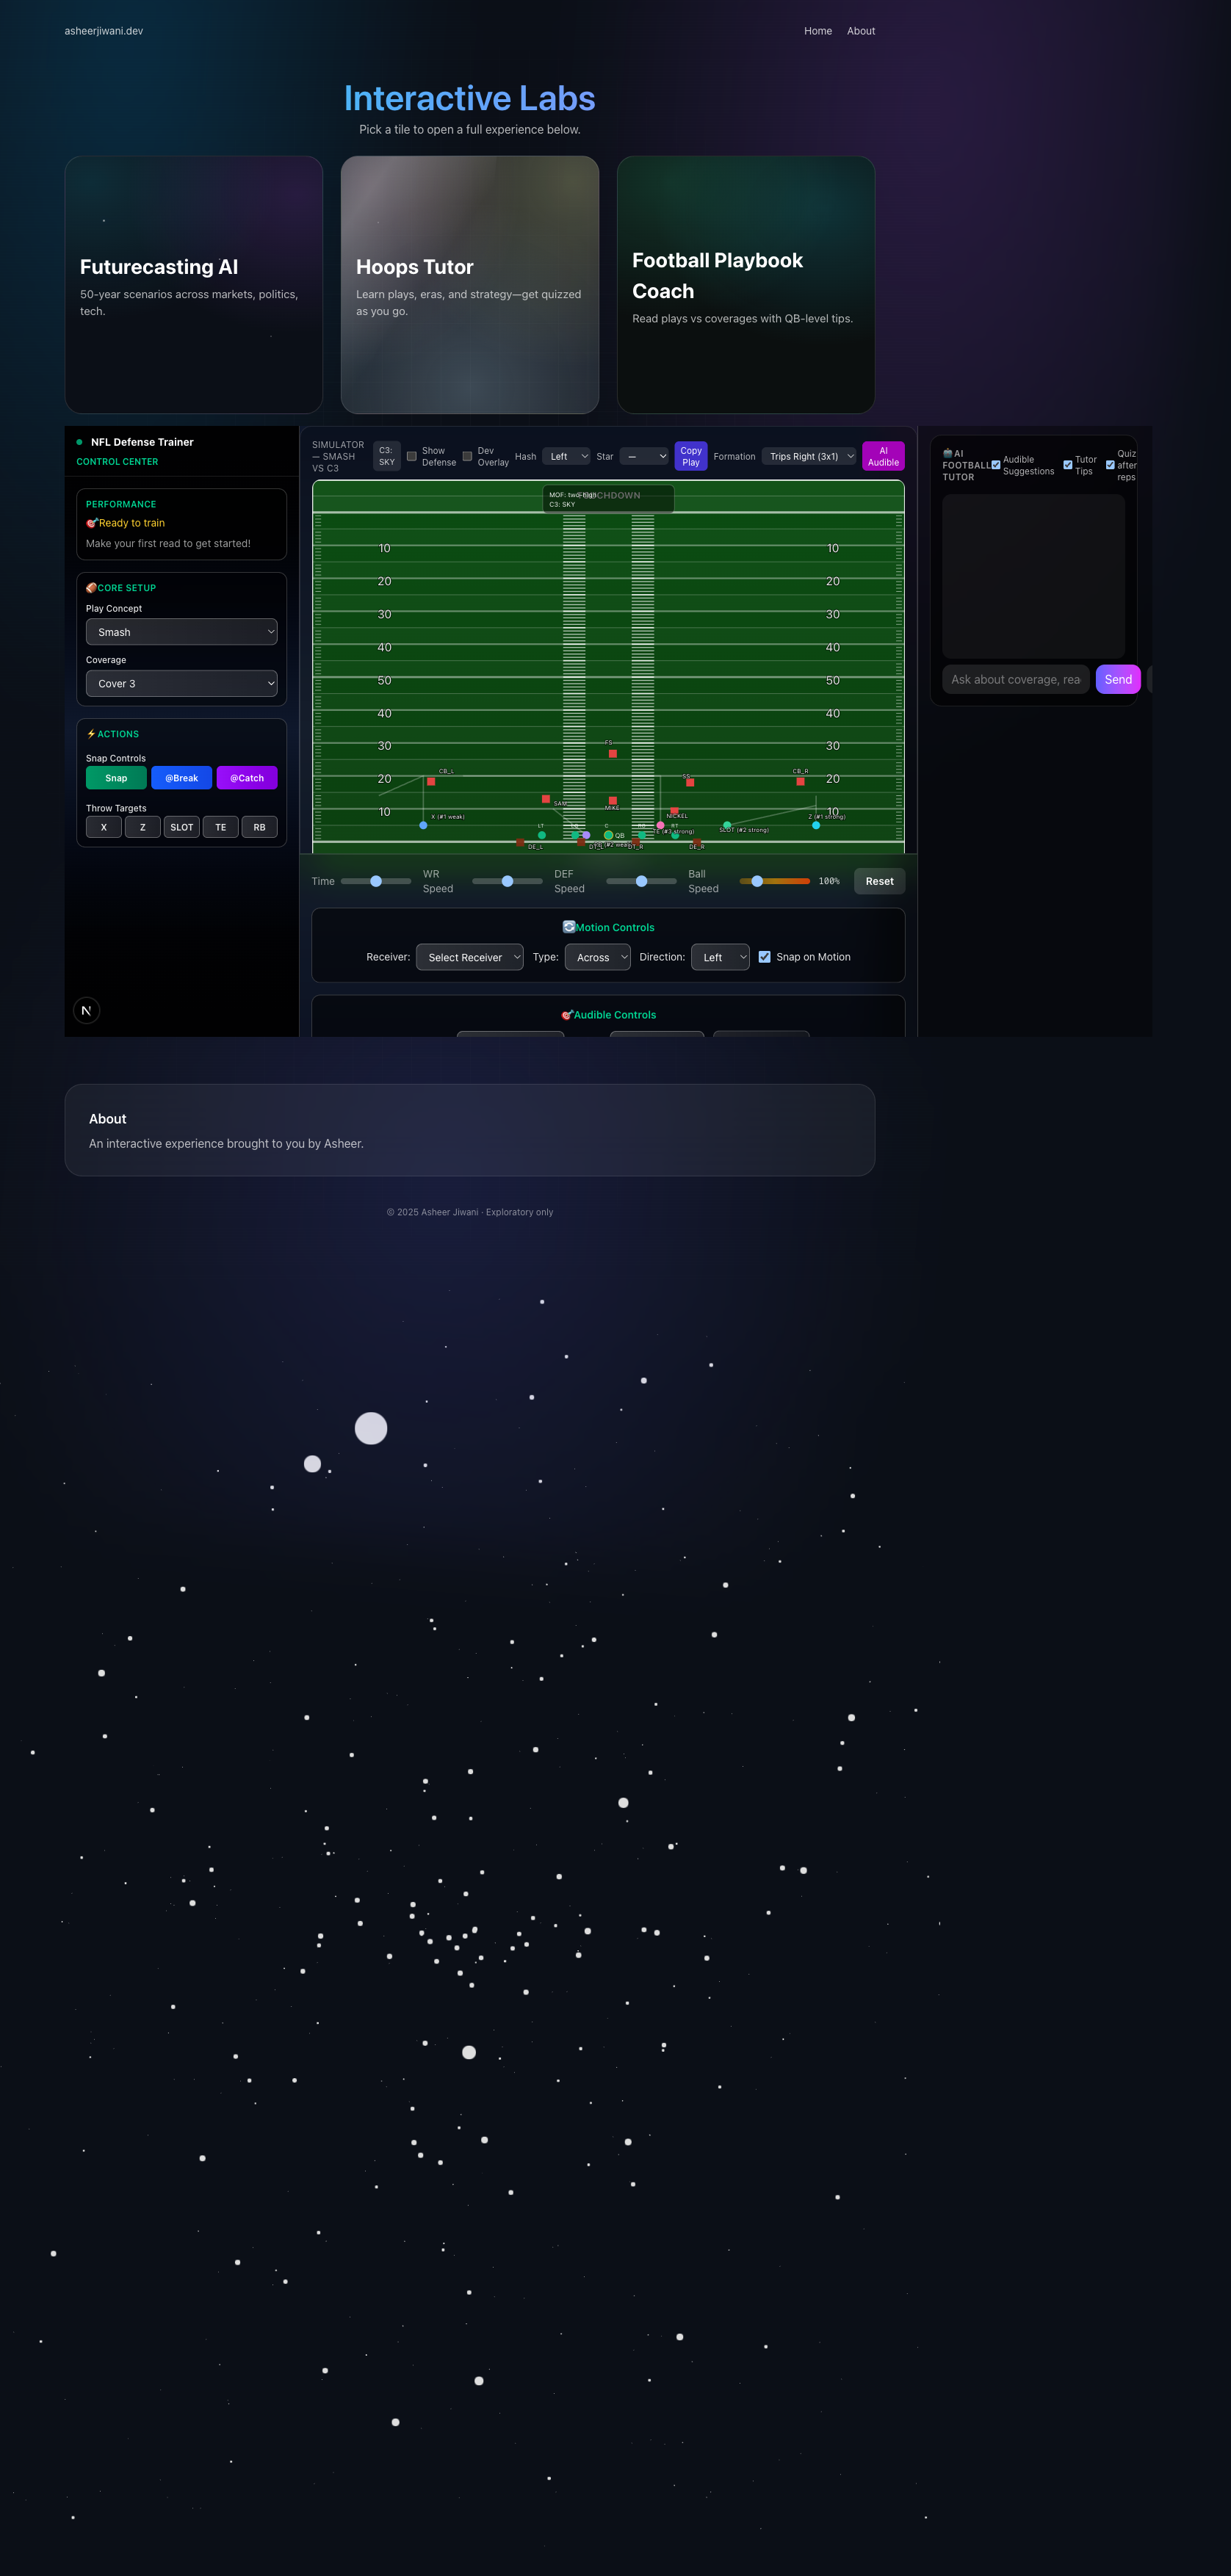 asheerjiwani.dev
Home About
Interactive Labs
Pick a tile to open a full experience below.
Futurecasting AI
50-year scenarios across markets, politics,
tech.
Hoops Tutor
Learn plays, eras, and strategy—get quizzed
as you go.
Football Playbook
Coach
Read plays vs coverages with QB-level tips.
NFL Defense Trainer
CONTROL CENTER
PERFORMANCE
🎯Ready to train
Make your first read to get started!
🏈CORE SETUP
Play Concept
Smash
Coverage
Cover 3
⚡ACTIONS
Snap Controls
Snap @Break @Catch
Throw Targets
X Z SLOT TE RB
SIMULATOR
— SMASH
VS C3
C3:
SKY
Show
Defense
Dev
Overlay
Hash Left
Star —
Copy
Play
Formation Trips Right (3x1)
AI
Audible
MOF: two-high
C3: SKY
10 10
20 20
30 30
40 40
50 50
40 40
30 30
20 20
10 10
FS
CB_L
SS
CB_R
SAM
MIKE
NICKEL
X (#1 weak)
Z (#1 strong)
LT
C
RT
QB
TE (#3 strong)
SLOT (#2 strong)
DE_L
DT_L
DT_R
DE_R
Time
WR
Speed
DEF
Speed
Ball
Speed
100%
Reset
Motion Controls
Receiver: Select Receiver Type: Across Direction: Left Snap on Motion
🎯Audible Controls
🤖AI
FOOTBALL
TUTOR
Audible
Suggestions
Tutor
Tips
Quiz
after
reps
Ask about coverage, rea
Send
About
An interactive experience brought to you by Asheer.
© 2025 Asheer Jiwani · Exploratory only